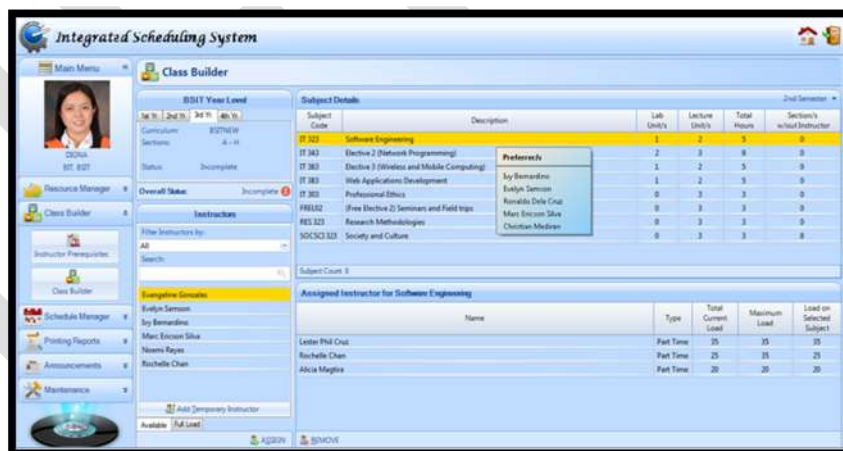 Integrated Scheduling System
Main Menu
Class Builder
BSIT Year Level
Subject Details
2nd Semester
1st Yr. 2nd Yr. 3rd Yr. 4th Yr.
Curriculum: BSITNEW
Sections: A - H
Status: Incomplete
Overall Status: Incomplete
BIT, BSIT
Resource Manager
Class Builder
Instructor Prerequisites
Class Builder
Schedule Manager
Printing Reports
Announcements
Maintenance
Instructors
Filter Instructors by:
All
Search:
Evangeline Gonzales
Evelyn Samson
Ivy Bernardino
Marc Ericson Silva
Noemi Reyes
Rochelle Chan
Add Temporary Instructor
Available Full Load
ASSIGN
Subject Code Description Lab Unit/s Lecture Unit/s Total Hours Section/s w/out Instructor
IT 323 Software Engineering 1 2 5 0
IT 343 Elective 2 (Network Programming) 2 3 0
IT 363 Elective 3 (Wireless and Mobile Computing) 1 2 5 0
IT 383 Web Applications Development 1 2 5 0
IT 303 Professional Ethics 0 3 3 0
FREL02 (Free Elective 2) Seminars and Field trips 0 3 3 0
RES 323 Research Methodologies 0 3 3 0
SOCSCI 323 Society and Culture 0 3 3
Preferred/s
Ivy Bernardino
Evelyn Samson
Ronaldo Dela Cruz
Marc Ericson Silva
Christian Mediran
Subject Count: 8
Assigned Instructor for Software Engineering
Name Type Total Current Load Maximum Load Load on Selected Subject
Lester Phil Cruz Part Time 35 35 35
Rochelle Chan Part Time 25 35 25
Alicia Magtira Part Time 20 20 20
REMOVE